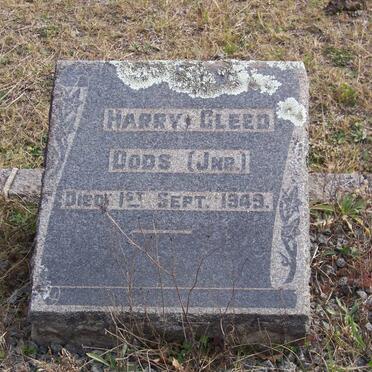 HARRY CLEED
DODS (JNR.)
DIED 1ST SEPT. 1949.